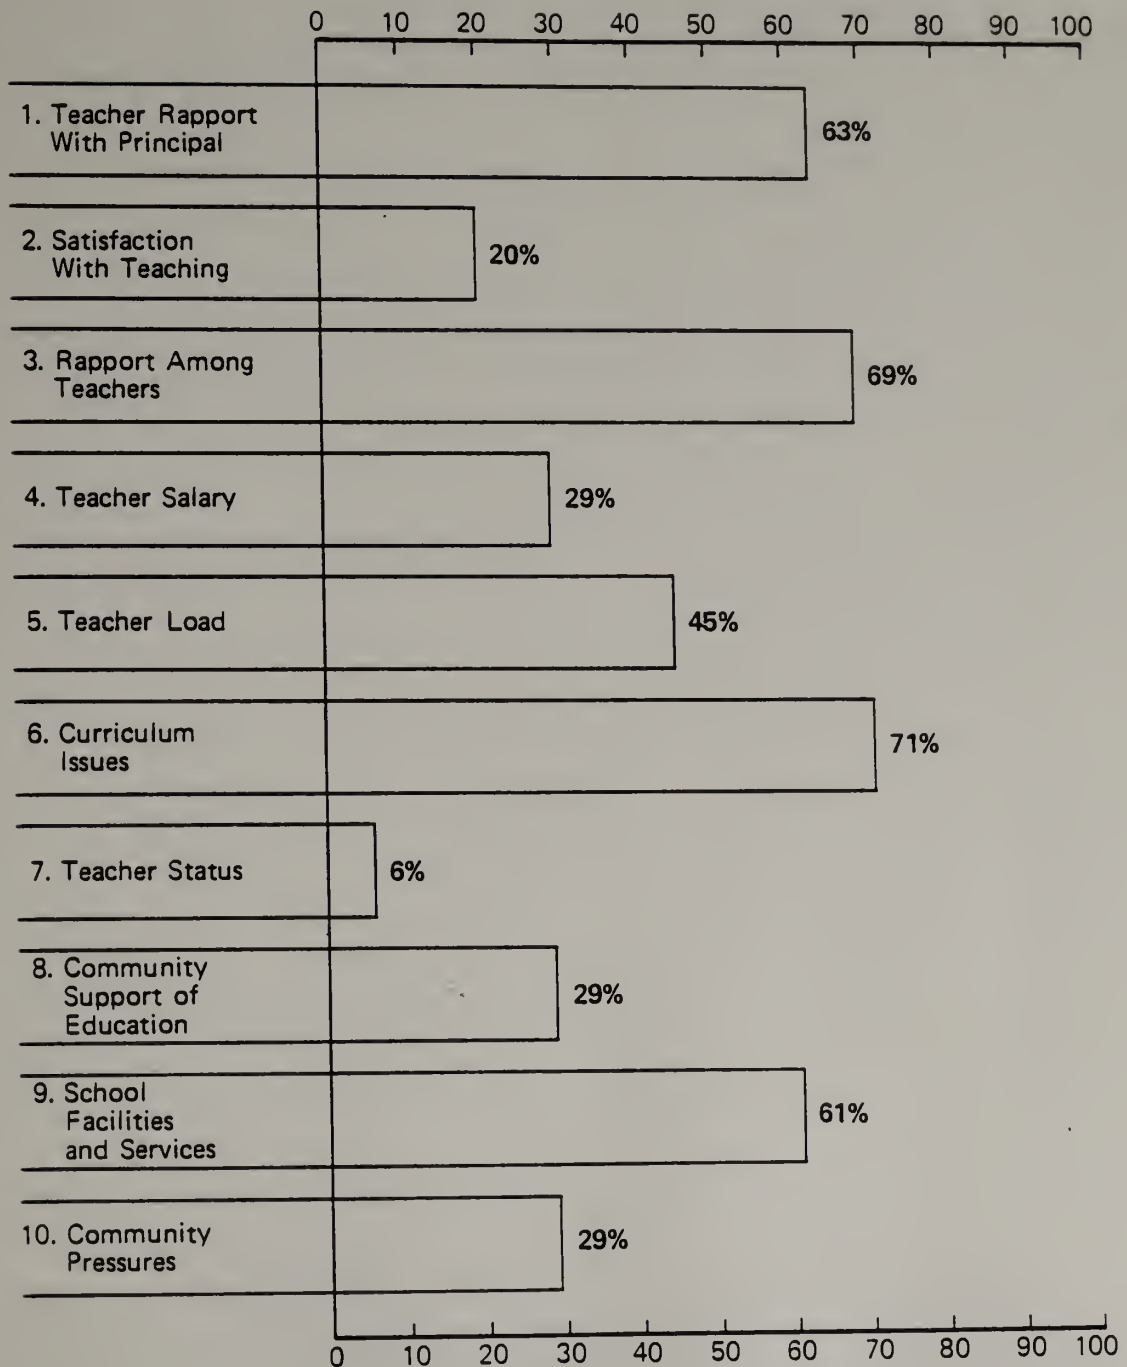 0 10 20 30 40 50 60 70 80 90 100
1. Teacher Rapport
With Principal
63%
2. Satisfaction
With Teaching
20%
3. Rapport Among
Teachers
69%
4. Teacher Salary
29%
5. Teacher Load
45%
6. Curriculum
Issues
71%
7. Teacher Status
6%
8. Community
Support of
Education
29%
9. School
Facilities
and Services
61%
10. Community
Pressures
29%
0 10 20 30 40 50 60 70 80 90 100